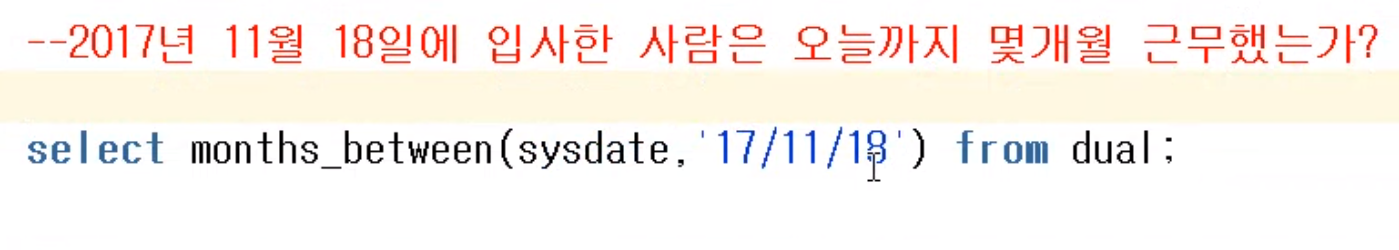 --2017년 11월 18일에 입사한 사람은 오늘까지 몇개월 근무했는가?
select months_between(sysdate,'17/11/18') from dual;